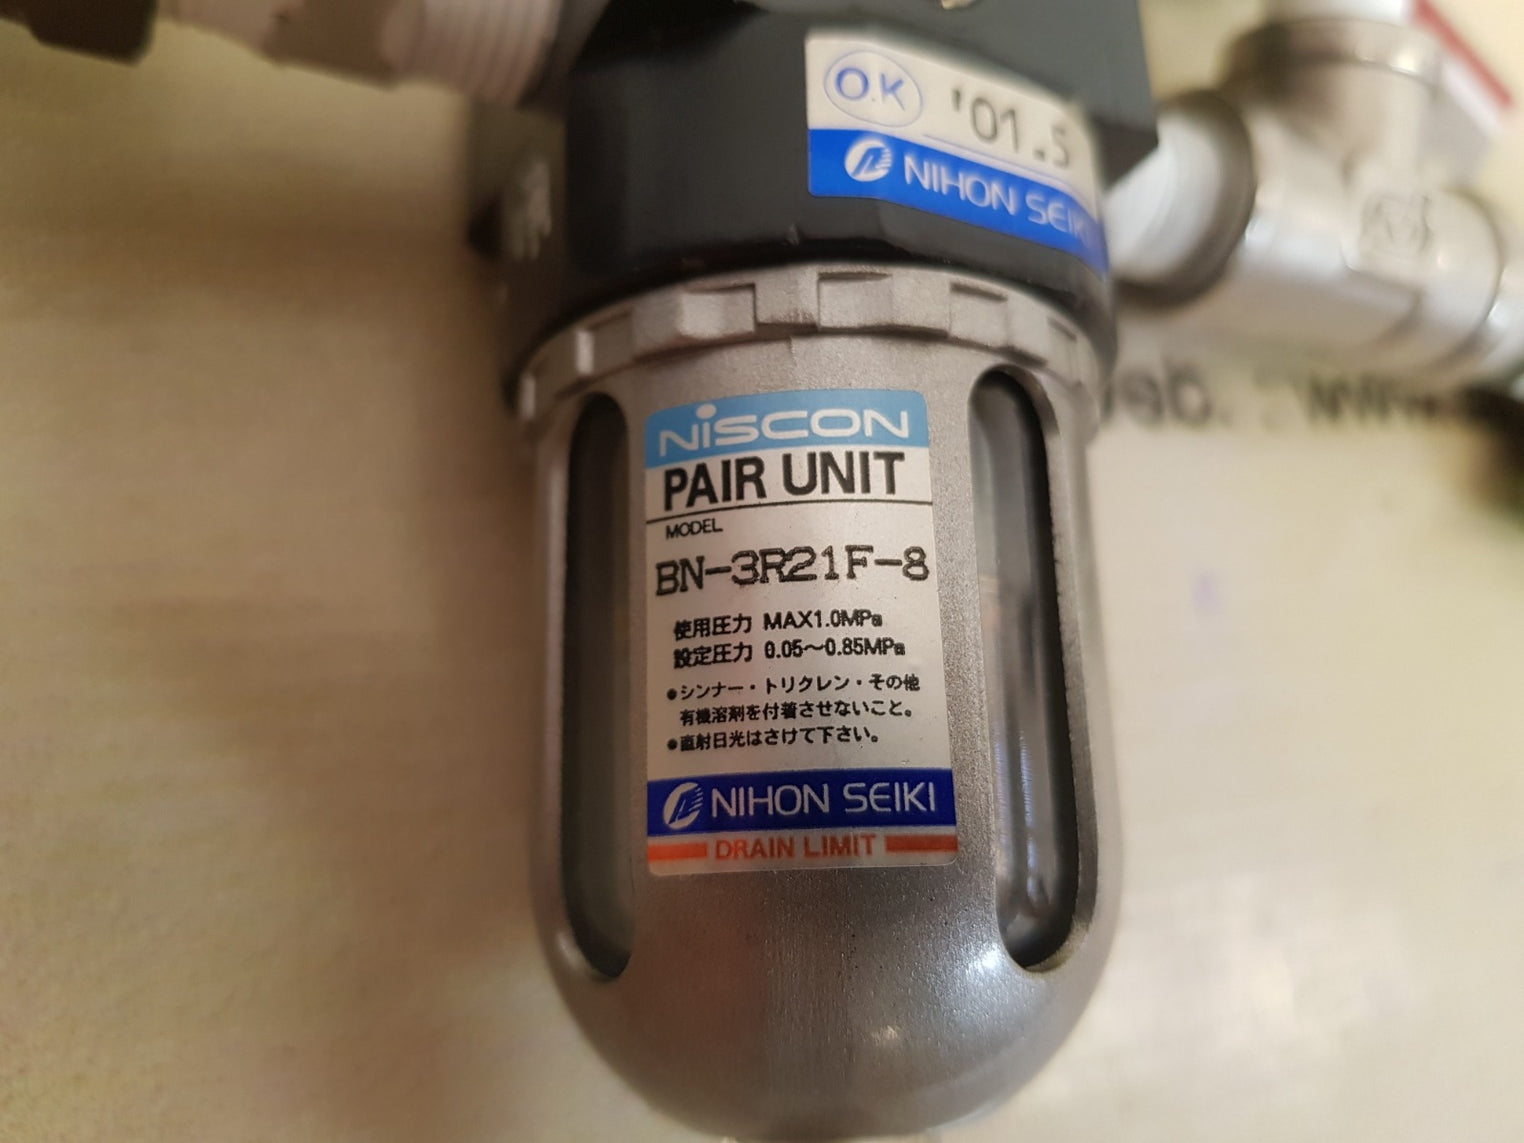 O.K
'01.5
NIHON SEIKI
NiSCON
PAIR UNIT
MODEL
BN-3R21F-8
使用圧力 MAX1.0MPa
設定圧力 0.05〜0.85MPa
●シンナー・トリクレン・その他
有機溶剤を付着させないこと。
●直射日光はさけて下さい。
NIHON SEIKI
DRAIN LIMIT